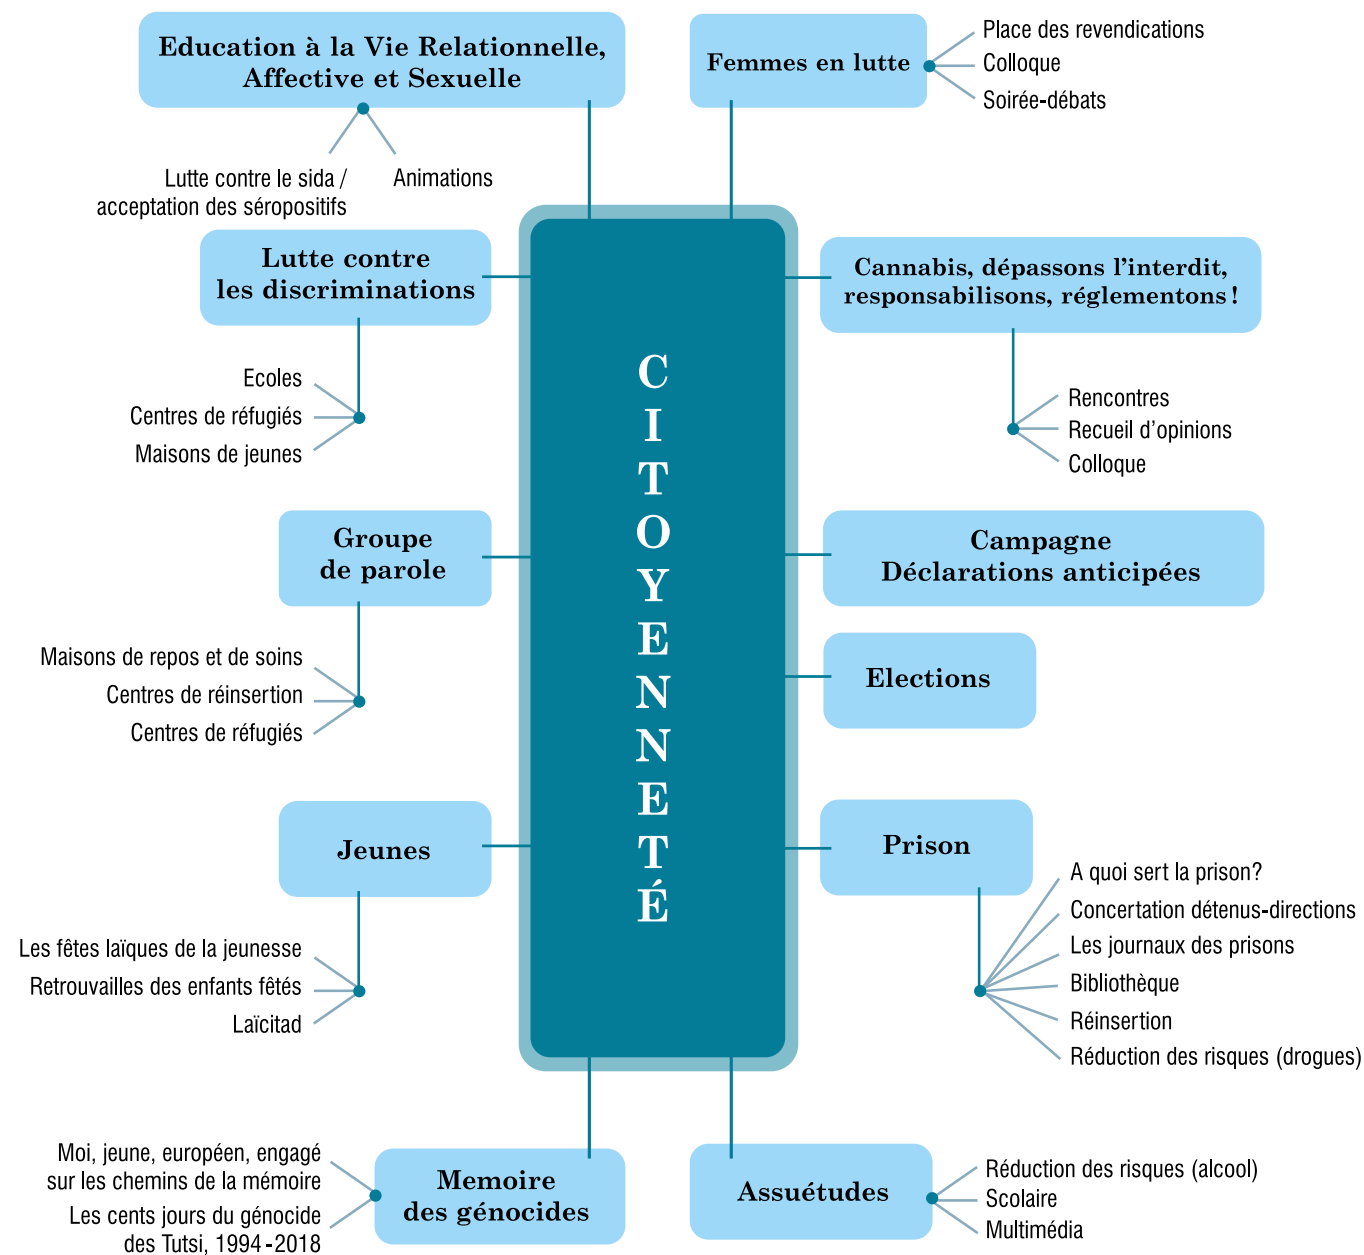 Education à la Vie Relationnelle,
Affective et Sexuelle
Lutte contre le sida /
acceptation des séropositifs
Animations
Femmes en lutte
Place des revendications
Colloque
Soirée-débats
Lutte contre
les discriminations
Ecoles
Centres de réfugiés
Maisons de jeunes
Cannabis, dépassons l’interdit,
responsabilisons, réglementons !
Rencontres
Recueil d’opinions
Colloque
CITOYENNETÉ
Groupe
de parole
Maisons de repos et de soins
Centres de réinsertion
Centres de réfugiés
Campagne
Déclarations anticipées
Elections
Jeunes
Les fêtes laïques de la jeunesse
Retrouvailles des enfants fêtés
Laïcitad
Prison
A quoi sert la prison?
Concertation détenus-directions
Les journaux des prisons
Bibliothèque
Réinsertion
Réduction des risques (drogues)
Memoire
des génocides
Moi, jeune, européen, engagé
sur les chemins de la mémoire
Les cents jours du génocide
des Tutsi, 1994-2018
Assuétudes
Réduction des risques (alcool)
Scolaire
Multimédia